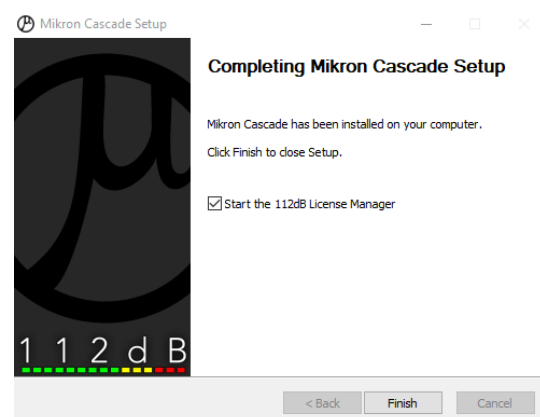 Mikron Cascade Setup
Completing Mikron Cascade Setup
Mikron Cascade has been installed on your computer.
Click Finish to close Setup.
Start the 112dB License Manager
112dB
< Back
Finish
Cancel